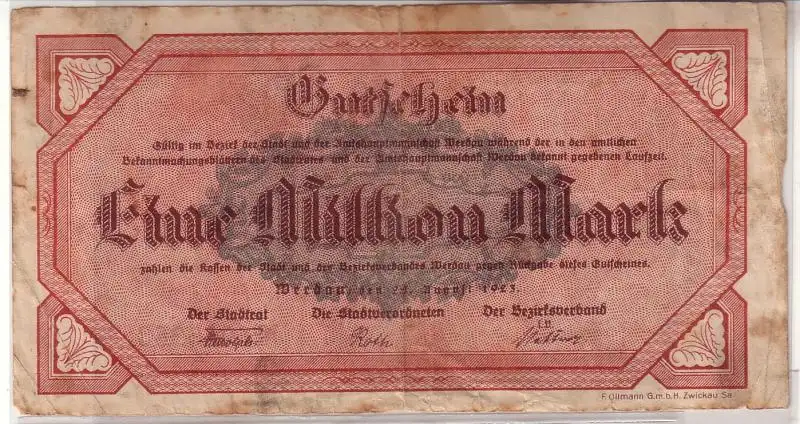 Gutschein
Gültig im Bezirk der Stadt und der Amtshauptmannschaft Werdau während der in den amtlichen
Bekanntmachungsblättern des Stadtrates und der Amtshauptmannschaft Werdau bekannt gegebenen Laufzeit.
Eine Million Mark
zahlen die Kassen der Stadt und des Bezirksverbandes Werdau gegen Rückgabe dieses Gutscheines.
Werdau, den August 1923.
Der Stadtrat Die Stadtverordneten Der Bezirksverband
I.V.
Roth
F. Ullmann G.m.b.H. Zwickau Sa.